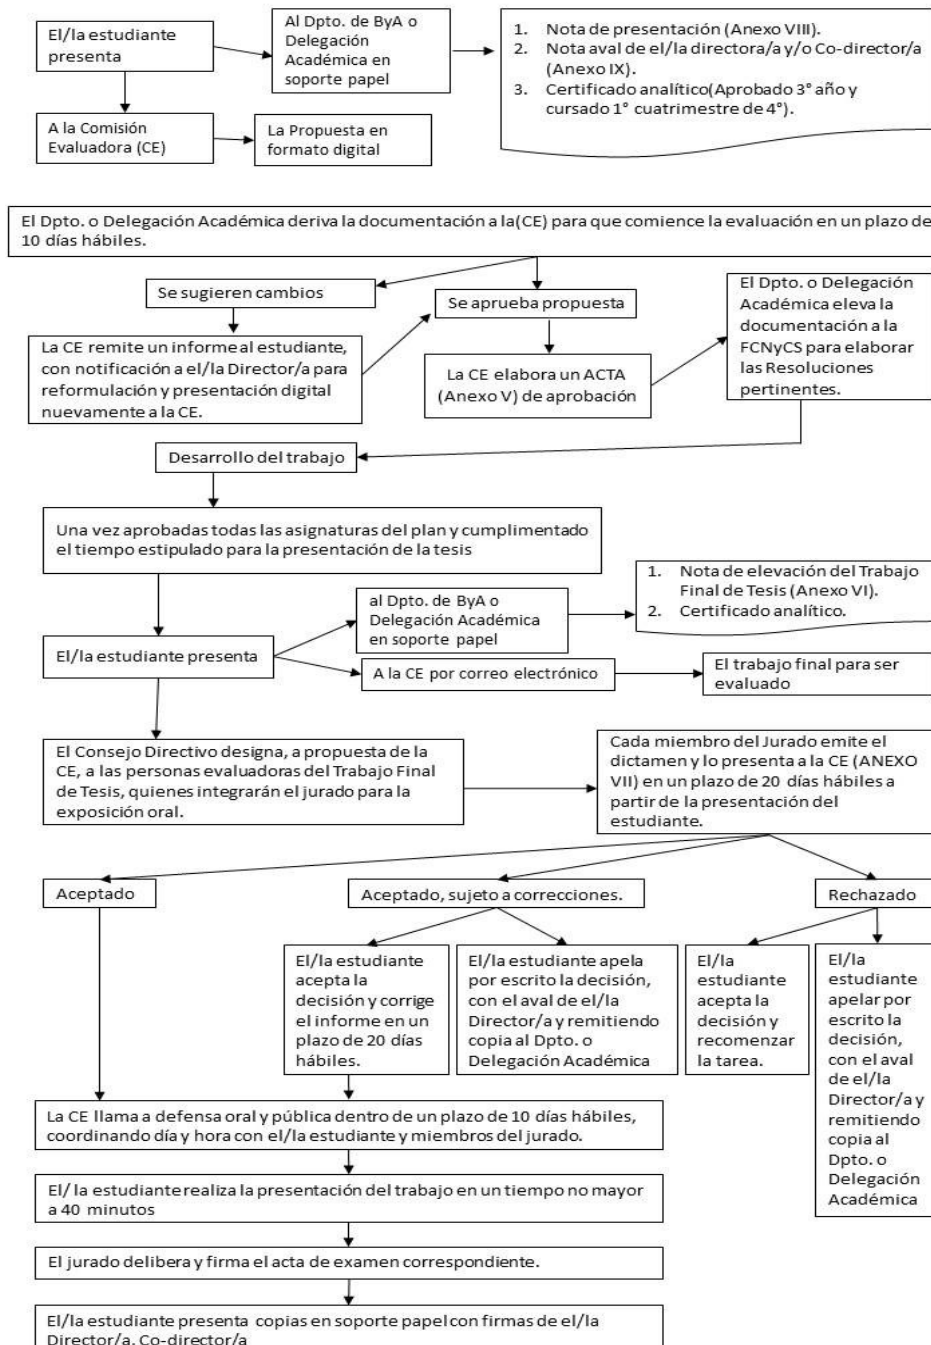 El/la estudiante
presenta
Al Dpto. de ByA o
Delegación
Académica en
soporte papel
1. Nota de presentación (Anexo VIII).
2. Nota aval de el/la directora/a y/o Co-director/a
(Anexo IX).
3. Certificado analítico(Aprobado 3° año y
cursado 1° cuatrimestre de 4°).
A la Comisión
Evaluadora (CE)
La Propuesta en
formato digital
El Dpto. o Delegación Académica deriva la documentación a la(CE) para que comience la evaluación en un plazo de
10 días hábiles.
Se sugieren cambios
Se aprueba propuesta
El Dpto. o Delegación
Académica eleva la
documentación a la
FCNyCS para elaborar
las Resoluciones
pertinentes.
La CE remite un informe al estudiante,
con notificación a el/la Director/a para
reformulación y presentación digital
nuevamente a la CE.
La CE elabora un ACTA
(Anexo V) de aprobación
Desarrollo del trabajo
Una vez aprobadas todas las asignaturas del plan y cumplimentado
el tiempo estipulado para la presentación de la tesis
El/la estudiante presenta
al Dpto. de ByA o
Delegación Académica
en soporte papel
1. Nota de elevación del Trabajo
Final de Tesis (Anexo VI).
2. Certificado analítico.
A la CE por correo electrónico
El trabajo final para ser
evaluado
El Consejo Directivo designa, a propuesta de la
CE, a las personas evaluadoras del Trabajo Final
de Tesis, quienes integrarán el jurado para la
exposición oral.
Cada miembro del Jurado emite el
dictamen y lo presenta a la CE (ANEXO
VII) en un plazo de 20 días hábiles a
partir de la presentación del
estudiante.
Aceptado
Aceptado, sujeto a correcciones.
Rechazado
El/la estudiante
acepta la
decisión y corrige
el informe en un
plazo de 20 días
hábiles.
El/la estudiante apela
por escrito la decisión,
con el aval de el/la
Director/a y remitiendo
copia al Dpto. o
Delegación Académica
El/la
estudiante
acepta la
decisión y
recomenzar
la tarea.
El/la
estudiante
apelar por
escrito la
decisión,
con el aval
de el/la
Director/a y
remitiendo
copia al
Dpto. o
Delegación
Académica
La CE llama a defensa oral y pública dentro de un plazo de 10 días hábiles,
coordinando día y hora con el/la estudiante y miembros del jurado.
El/ la estudiante realiza la presentación del trabajo en un tiempo no mayor
a 40 minutos
El jurado delibera y firma el acta de examen correspondiente.
El/la estudiante presenta copias en soporte papel con firmas de el/la
Director/a, Co-director/a